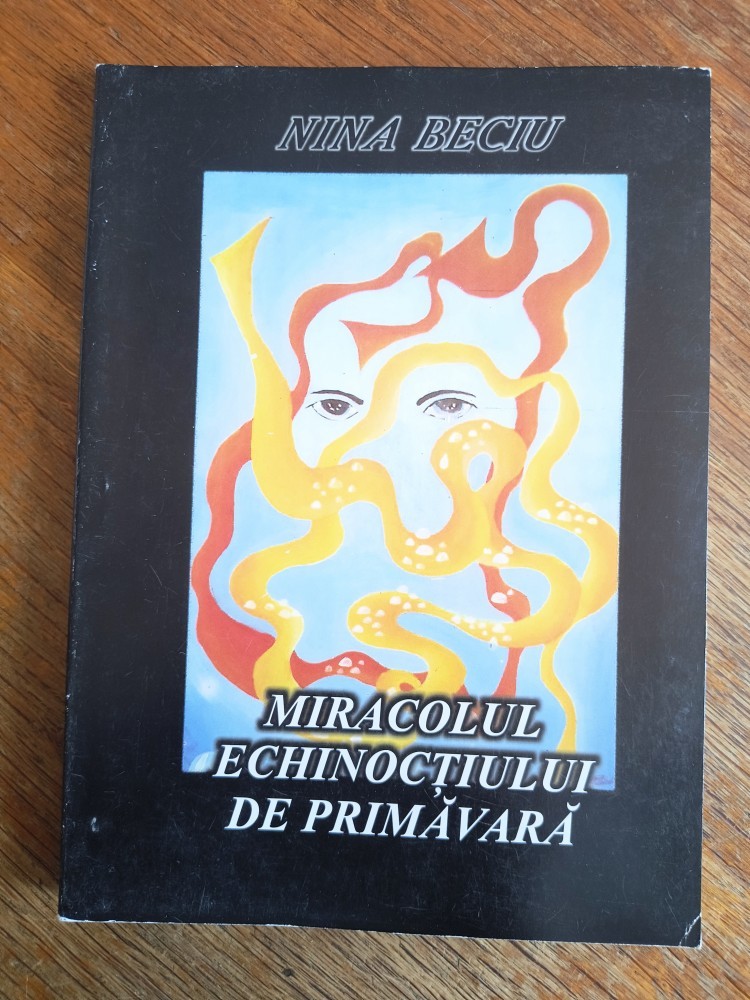 NINA BECIU
MIRACOLUL
ECHINOCȚIULUI
DE PRIMĂVARĂ